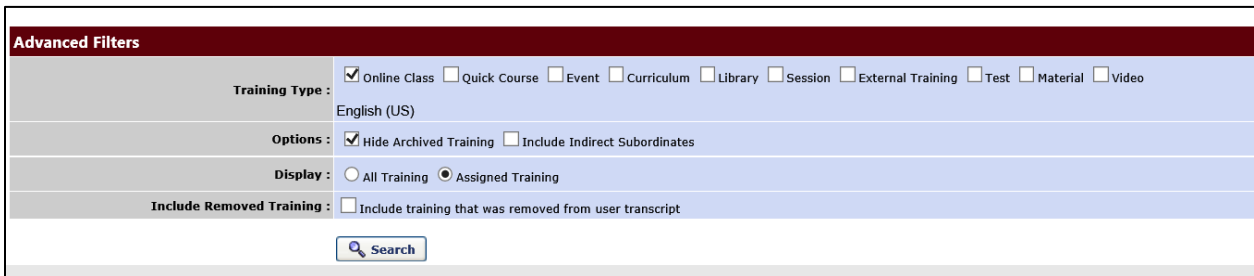 Advanced Filters
Training Type : Online Class Quick Course Event Curriculum Library Session External Training Test Material Video
English (US)
Options : Hide Archived Training Include Indirect Subordinates
Display : All Training Assigned Training
Include Removed Training : Include training that was removed from user transcript
Search